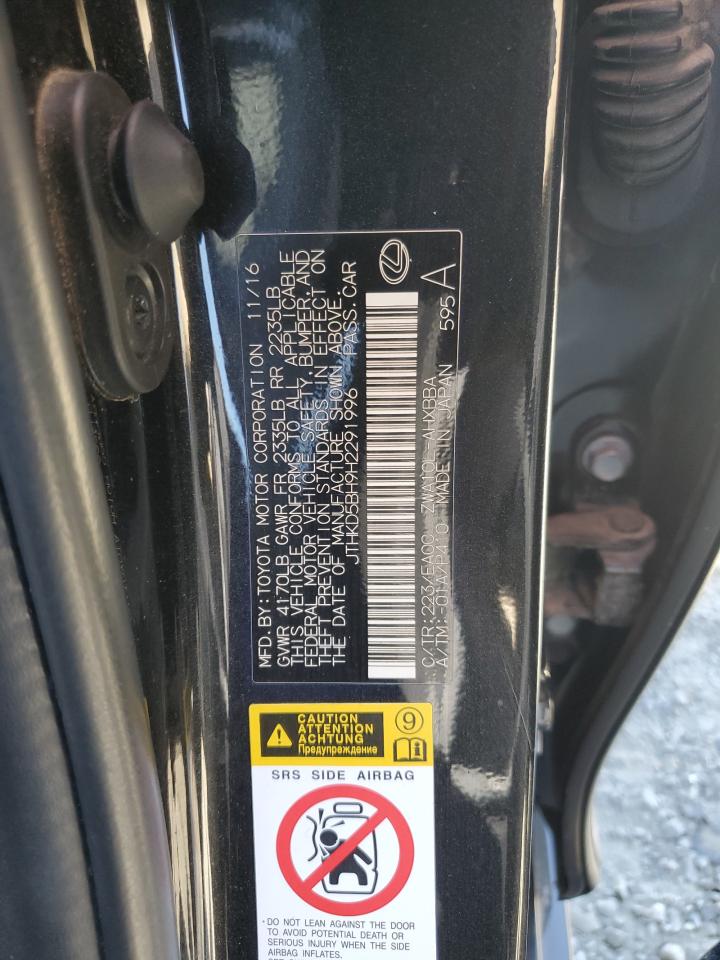 MFD.BY:TOYOTA MOTOR CORPORATION 11/16
GVWR 4170LB GAWR FR 2335LB RR 2235LB
THIS VEHICLE CONFORMS TO ALL APPLICABLE
FEDERAL MOTOR VEHICLE SAFETY, BUMPER, AND
THEFT PREVENTION STANDARDS IN EFFECT ON
THE DATE OF MANUFACTURE SHOWN ABOVE.
JTHKD5BH9H2291996 PASS.CAR
C/TR:223/EA00 ZWA10L-AHXBBA
A/TM:-01A/P410 MADE IN JAPAN 595 A
CAUTION
ATTENTION
ACHTUNG
Предупреждение
9
SRS SIDE AIRBAG
· DO NOT LEAN AGAINST THE DOOR
TO AVOID POTENTIAL DEATH OR
SERIOUS INJURY WHEN THE SIDE
AIRBAG INFLATES.